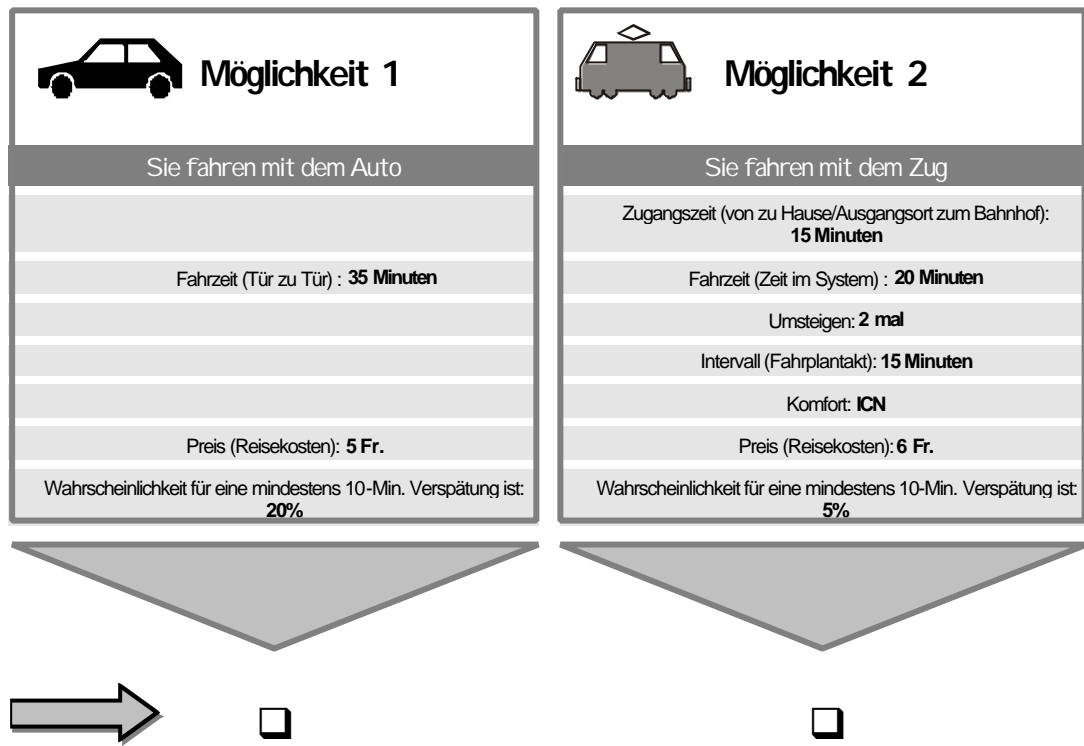 Möglichkeit 1
Sie fahren mit dem Auto
Fahrzeit (Tür zu Tür) : 35 Minuten
Preis (Reisekosten): 5 Fr.
Wahrscheinlichkeit für eine mindestens 10-Min. Verspätung ist:
20%
Möglichkeit 2
Sie fahren mit dem Zug
Zugangszeit (von zu Hause/Ausgangsort zum Bahnhof):
15 Minuten
Fahrzeit (Zeit im System) : 20 Minuten
Umsteigen: 2 mal
Intervall (Fahrplantakt): 15 Minuten
Komfort: ICN
Preis (Reisekosten): 6 Fr.
Wahrscheinlichkeit für eine mindestens 10-Min. Verspätung ist:
5%